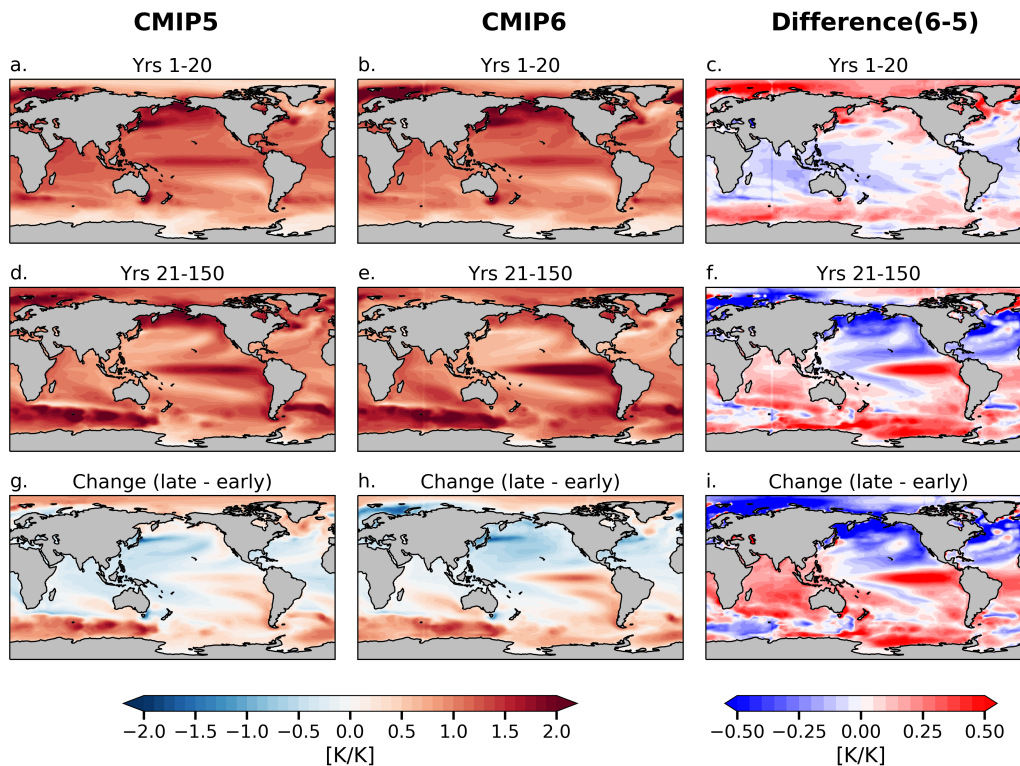 CMIP5 CMIP6 Difference(6-5)
a. Yrs 1-20 b. Yrs 1-20 c. Yrs 1-20
d. Yrs 21-150 e. Yrs 21-150 f. Yrs 21-150
g. Change (late - early) h. Change (late - early) i. Change (late - early)
−2.0 −1.5 −1.0 −0.5 0.0 0.5 1.0 1.5 2.0 −0.50 −0.25 0.00 0.25 0.50
[K/K] [K/K]